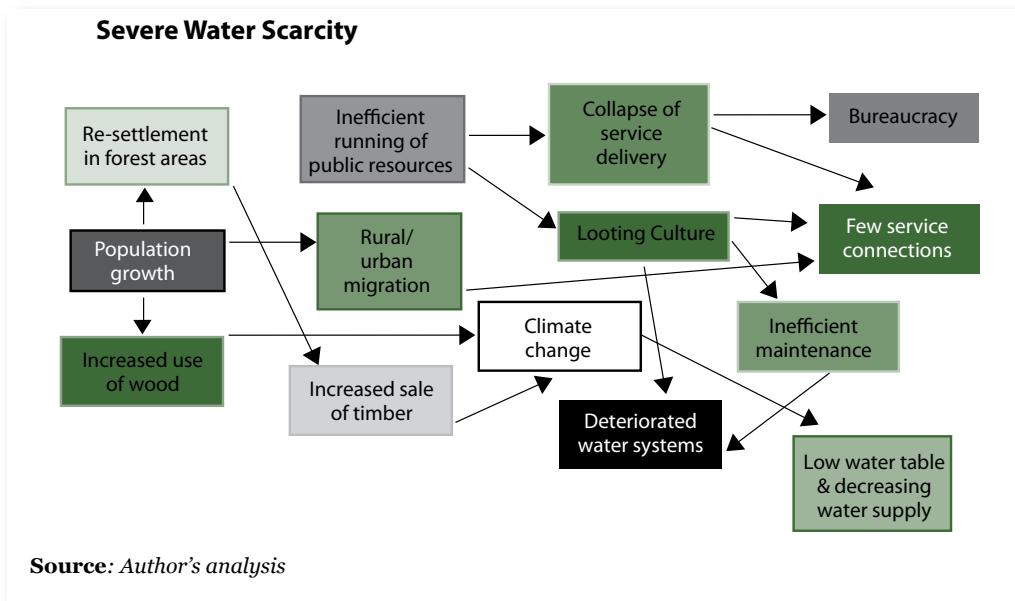 Severe Water Scarcity
Re-settlement
in forest areas
Inefficient
running of
public resources
Collapse of
service
delivery
Bureaucracy
Population
growth
Rural/
urban
migration
Looting Culture
Few service
connections
Increased use
of wood
Increased sale
of timber
Climate
change
Inefficient
maintenance
Deteriorated
water systems
Low water table
& decreasing
water supply
Source: Author's analysis